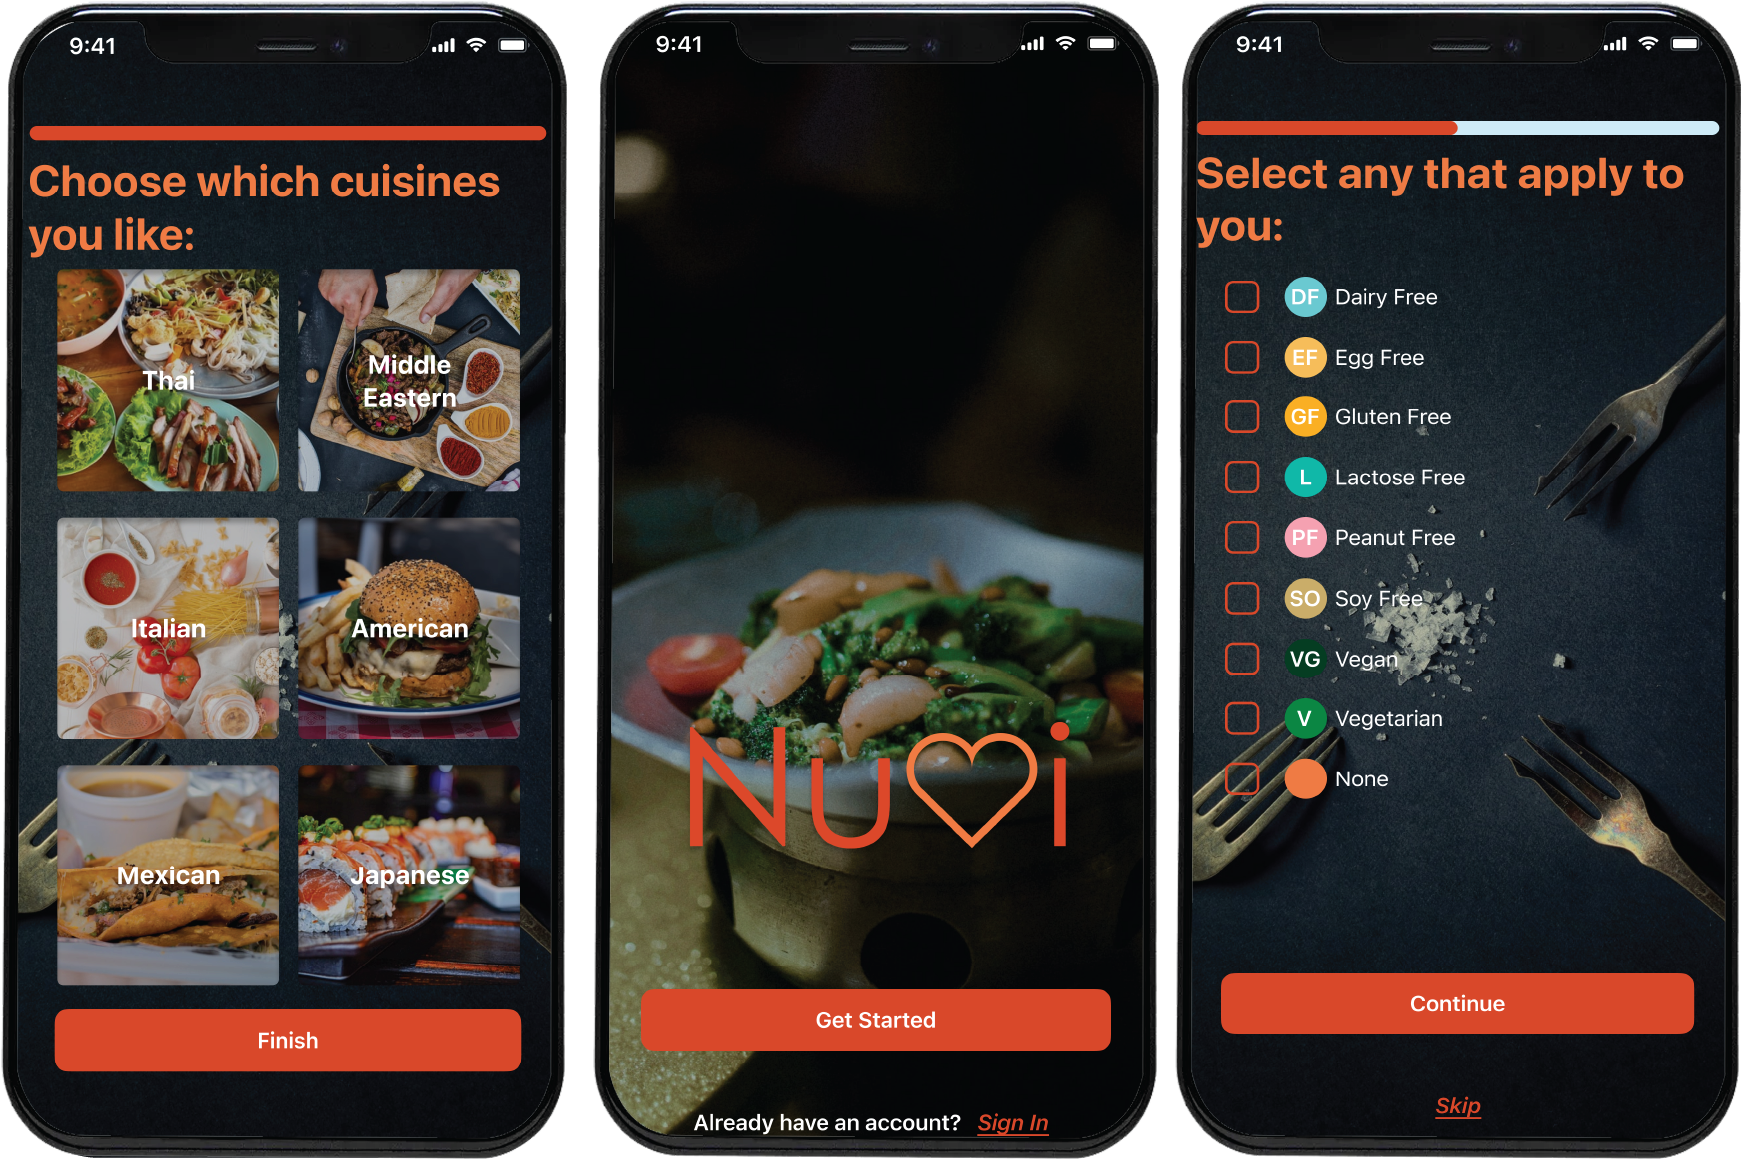 9:41
Choose which cuisines
you like:
Thai
Middle
Eastern
Italian
American
Mexican
Japanese
Finish
9:41
Nu♡i
Get Started
Already have an account? Sign In
9:41
Select any that apply to
you:
DF Dairy Free
EF Egg Free
GF Gluten Free
L Lactose Free
PF Peanut Free
SO Soy Free
VG Vegan
V Vegetarian
None
Continue
Skip